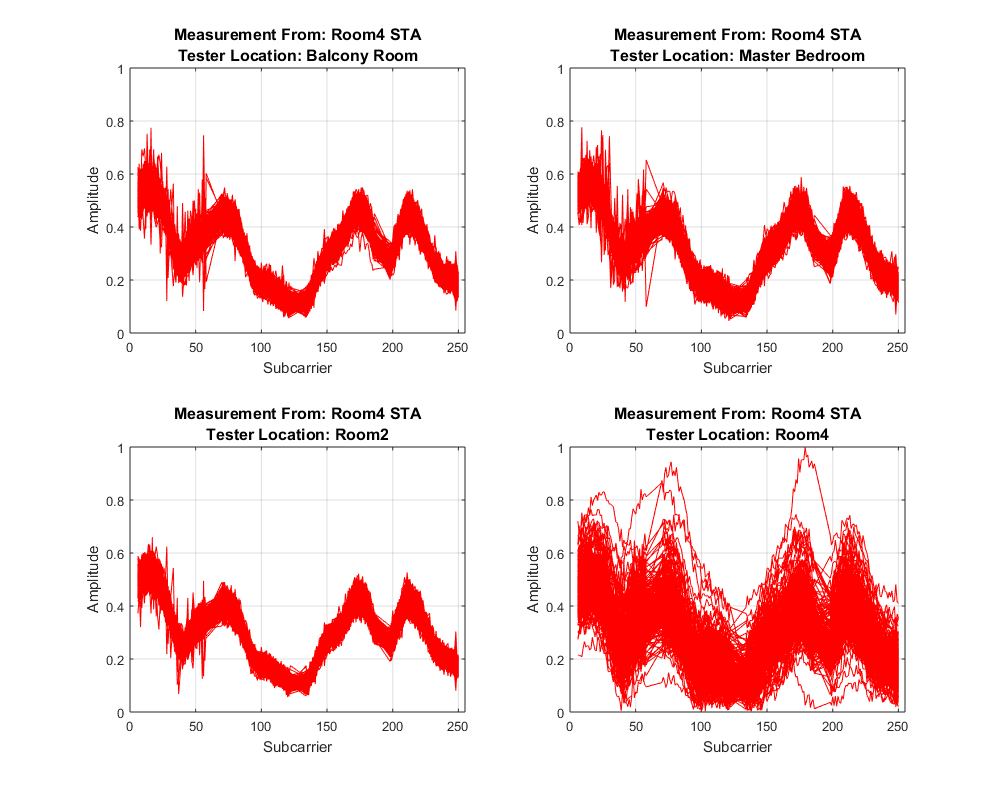 Measurement From: Room4 STA
Tester Location: Balcony Room
1
0.8
0.6
0.4
0.2
0
Amplitude
0 50 100 150 200 250
Subcarrier
Measurement From: Room4 STA
Tester Location: Master Bedroom
1
0.8
0.6
0.4
0.2
0
Amplitude
0 50 100 150 200 250
Subcarrier
Measurement From: Room4 STA
Tester Location: Room2
1
0.8
0.6
0.4
0.2
0
Amplitude
0 50 100 150 200 250
Subcarrier
Measurement From: Room4 STA
Tester Location: Room4
1
0.8
0.6
0.4
0.2
0
Amplitude
0 50 100 150 200 250
Subcarrier